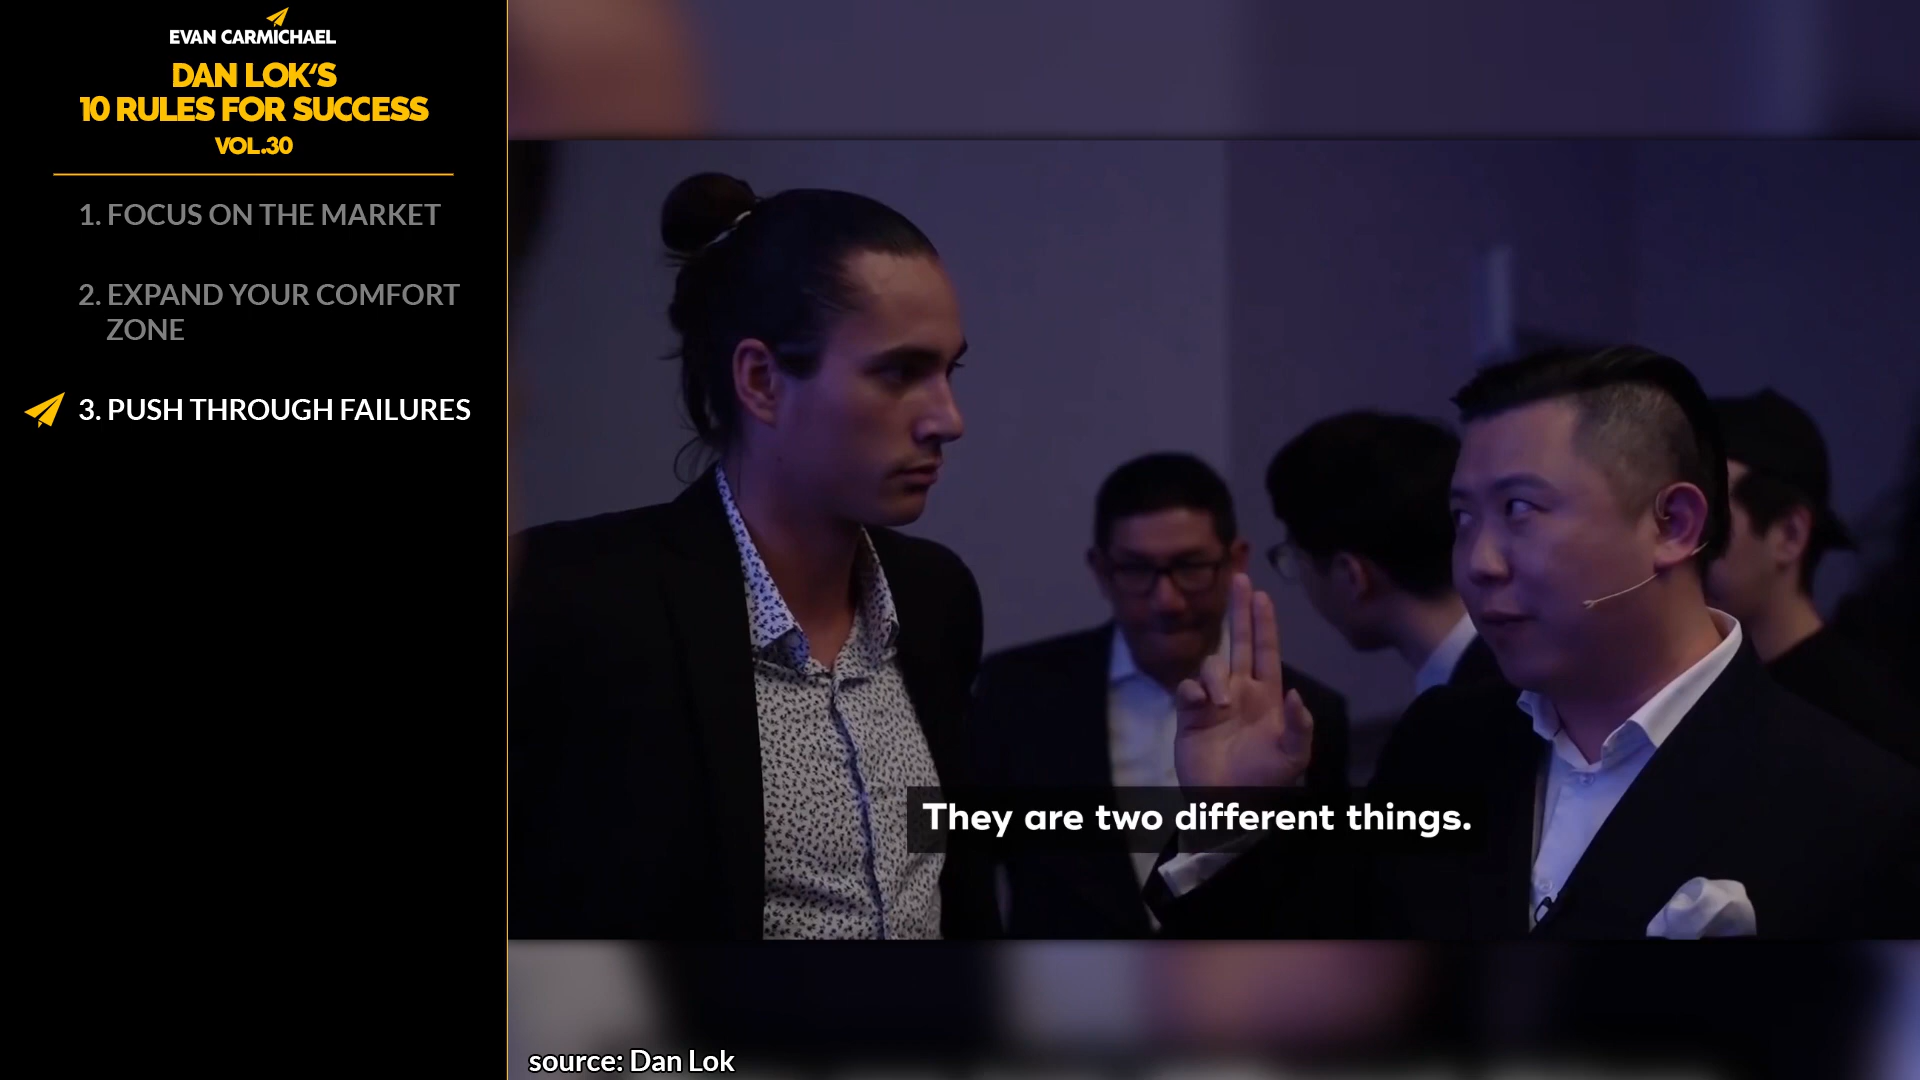 EVAN CARMICHAEL
DAN LOK'S
10 RULES FOR SUCCESS
VOL.30
1. FOCUS ON THE MARKET
2. EXPAND YOUR COMFORT
ZONE
3. PUSH THROUGH FAILURES
They are two different things.
source: Dan Lok